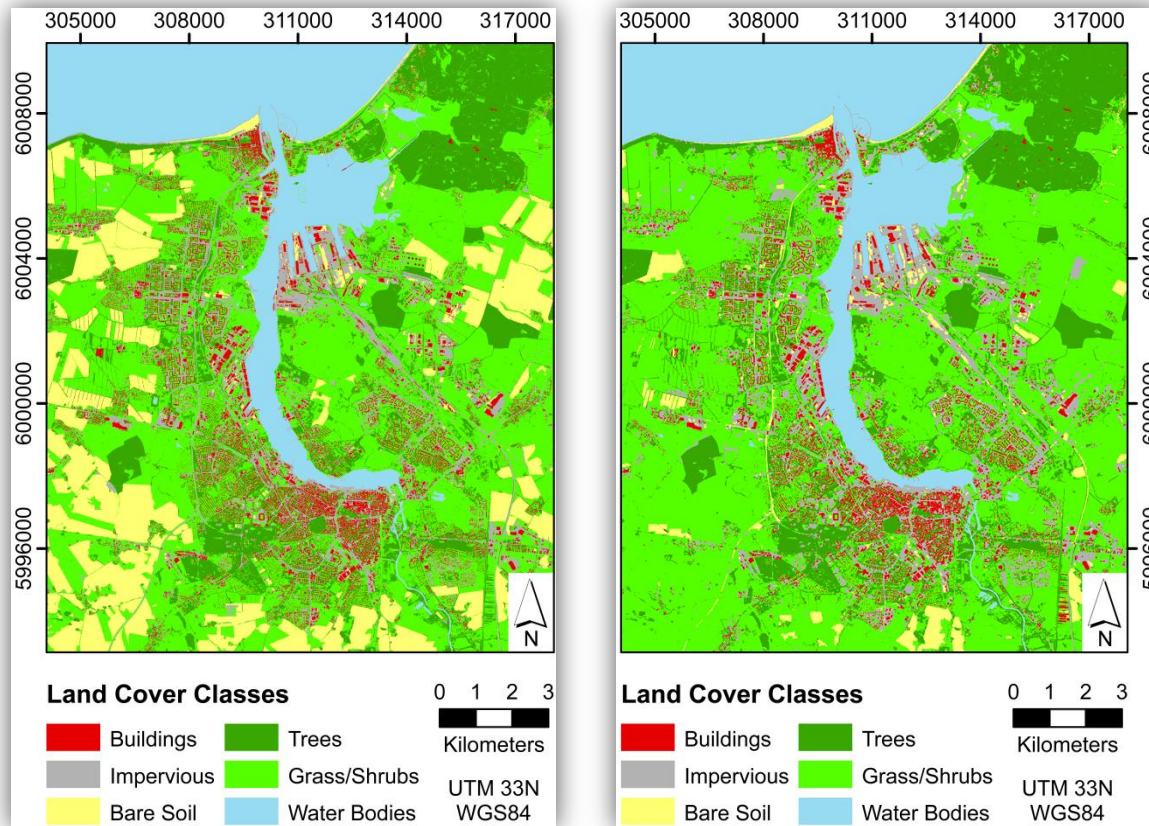 305000 308000 311000 314000 317000
6008000
6004000
6000000
5996000
N
Land Cover Classes
0 1 2 3
Kilometers
UTM 33N
WGS84
Buildings
Trees
Impervious
Grass/Shrubs
Bare Soil
Water Bodies
305000 308000 311000 314000 317000
6008000
6004000
6000000
5996000
N
Land Cover Classes
0 1 2 3
Kilometers
UTM 33N
WGS84
Buildings
Trees
Impervious
Grass/Shrubs
Bare Soil
Water Bodies